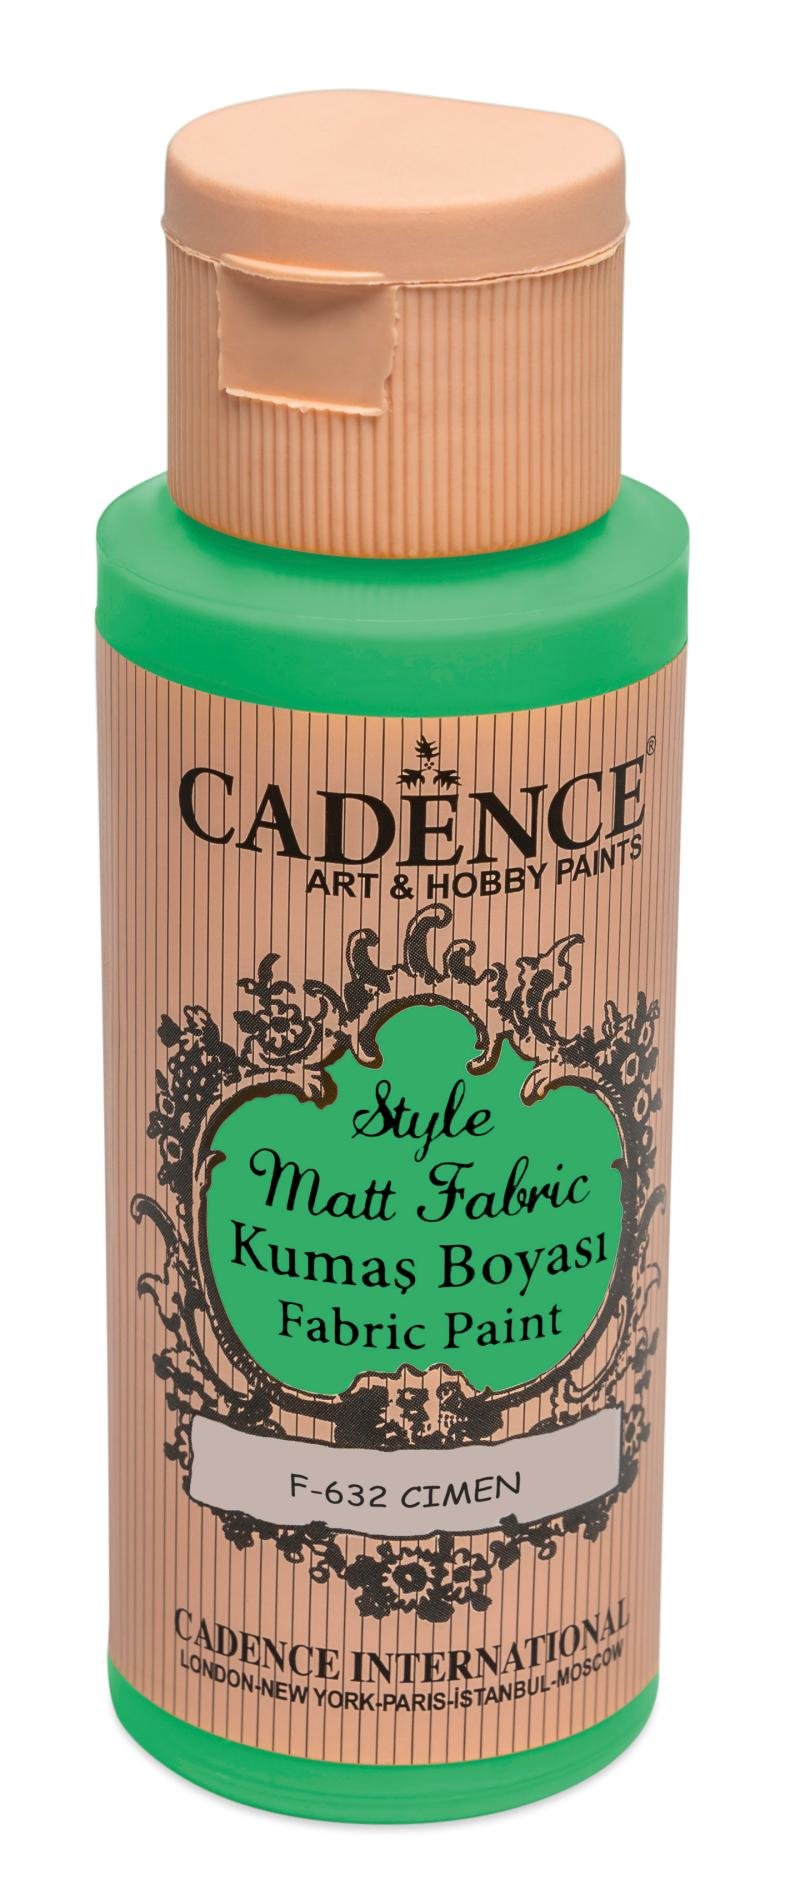 CADENCE®
ART & HOBBY PAINTS
Style
Matt Fabric
Kumaş Boyası
Fabric Paint
F-632 CIMEN
CADENCE INTERNATIONAL
LONDON-NEW YORK-PARIS-İSTANBUL-MOSCOW